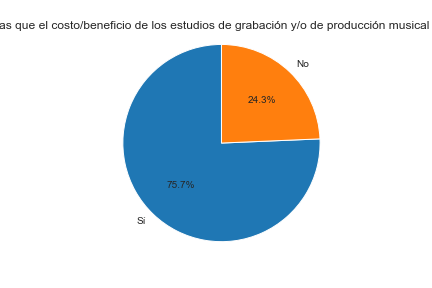 as que el costo/beneficio de los estudios de grabación y/o de producción musical
No
24.3%
75.7%
Si